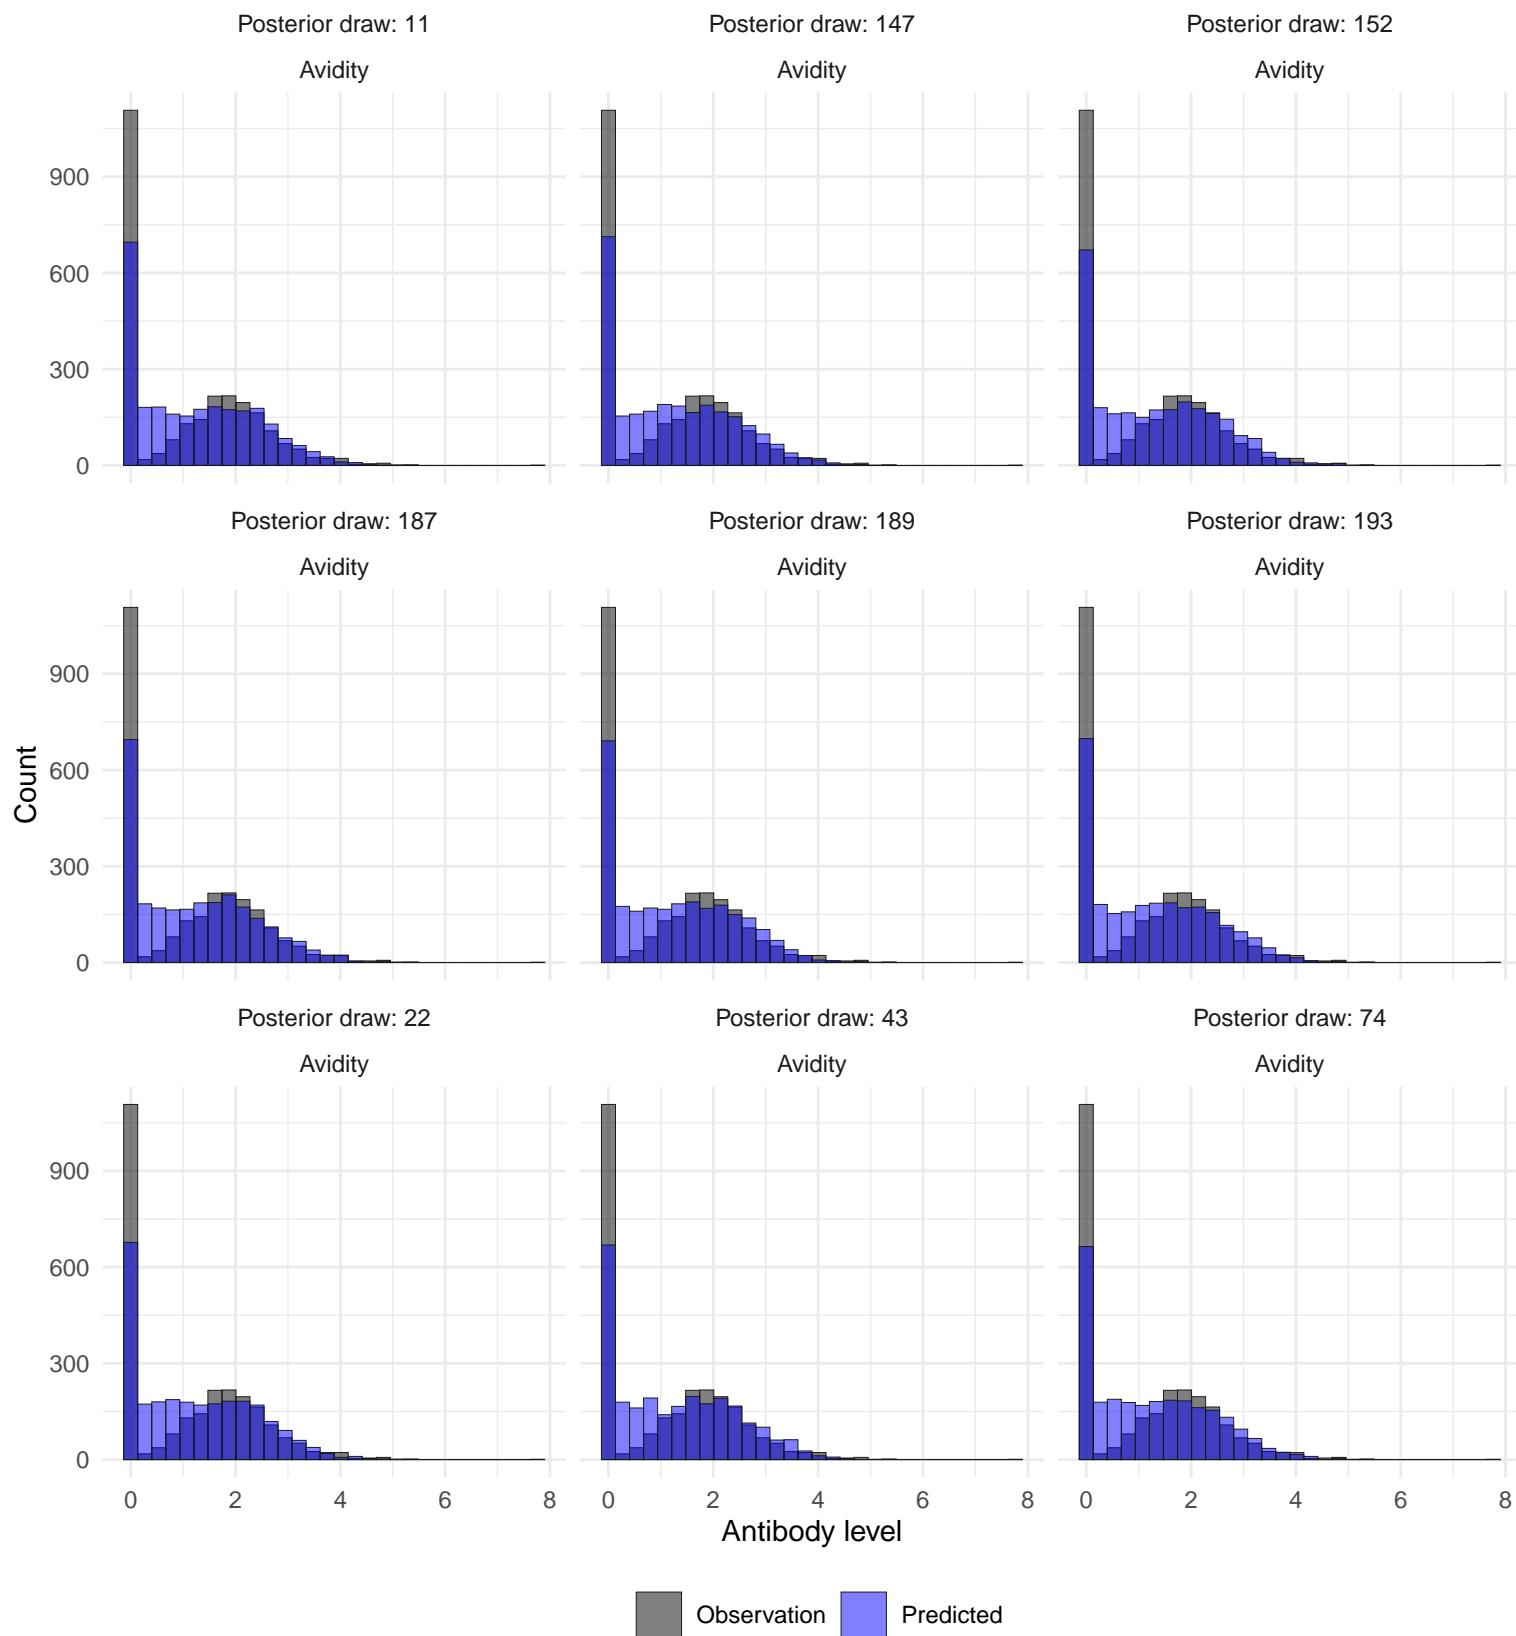 Posterior draw: 11 Posterior draw: 147 Posterior draw: 152
Avidity Avidity Avidity
900
600
300
0
Posterior draw: 187 Posterior draw: 189 Posterior draw: 193
Avidity Avidity Avidity
900
600
300
0
Count
Posterior draw: 22 Posterior draw: 43 Posterior draw: 74
Avidity Avidity Avidity
900
600
300
0
0 2 4 6 8 0 2 4 6 8 0 2 4 6 8
Antibody level
Observation Predicted